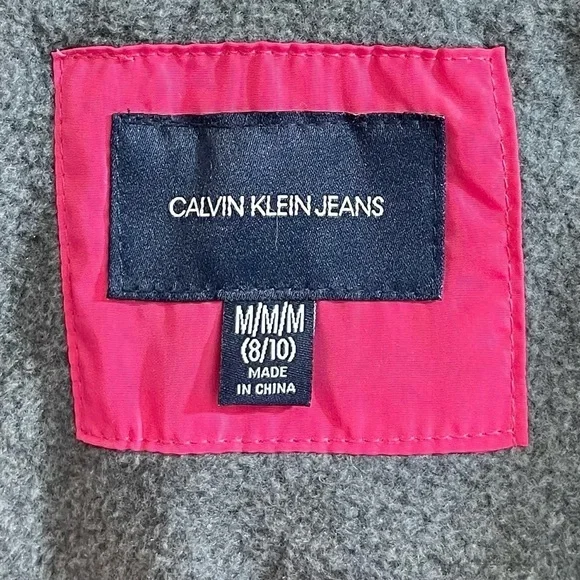 CALVIN KLEIN JEANS
M/M/M
(8/10)
MADE
IN CHINA